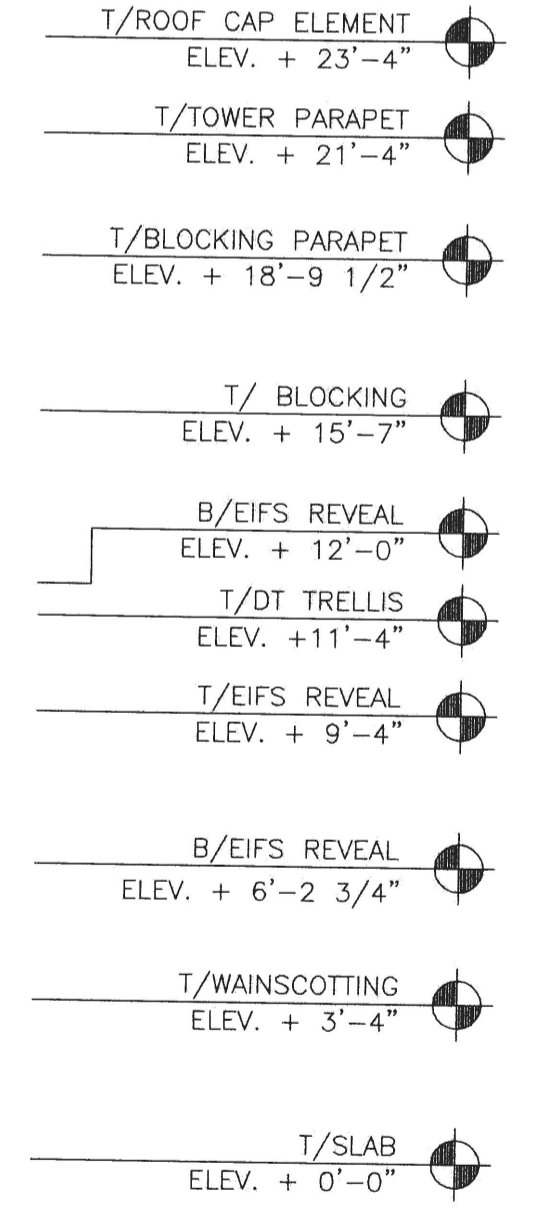 T/ROOF CAP ELEMENT
ELEV. + 23'-4"
T/TOWER PARAPET
ELEV. + 21'-4"
T/BLOCKING PARAPET
ELEV. + 18'-9 1/2"
T/ BLOCKING
ELEV. + 15'-7"
B/EIFS REVEAL
ELEV. + 12'-0"
T/DT TRELLIS
ELEV. +11'-4"
T/EIFS REVEAL
ELEV. + 9'-4"
B/EIFS REVEAL
ELEV. + 6'-2 3/4"
T/WAINSCOTTING
ELEV. + 3'-4"
T/SLAB
ELEV. + 0'-0"